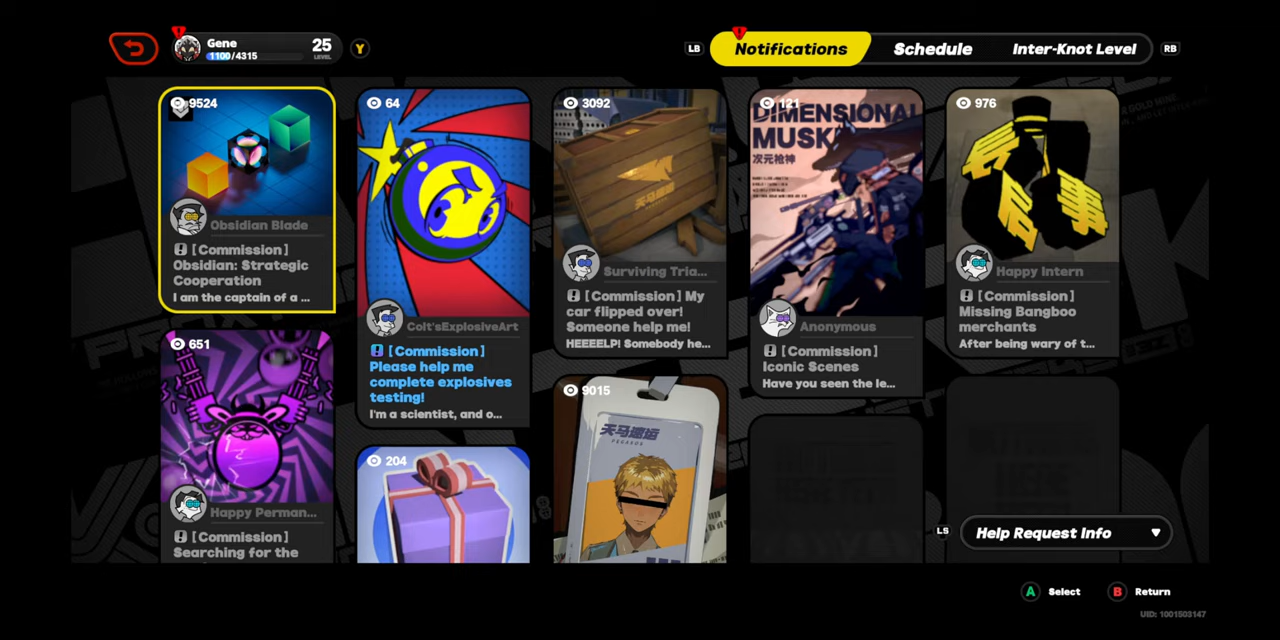 Gene
1100/4315
25
LEVEL
Y
LB
Notifications
Schedule
Inter-Knot Level
RB
9524
Obsidian Blade
[Commission]
Obsidian: Strategic
Cooperation
I am the captain of a ...
651
Happy Perman...
[Commission]
Searching for the
64
Colt'sExplosiveArt
[Commission]
Please help me
complete explosives
testing!
I'm a scientist, and o...
204
3092
天马速运
Surviving Tria...
[Commission] My
car flipped over!
Someone help me!
HEEEELP! Somebody he...
9015
天马速运
PEGASUS
121
DIMENSIONAL
MUSK
次元枪神
Anonymous
[Commission]
Iconic Scenes
Have you seen the le...
976
Happy Intern
[Commission]
Missing Bangboo
merchants
After being wary of t...
LS
Help Request Info
A
Select
B
Return
UID: 1001503147